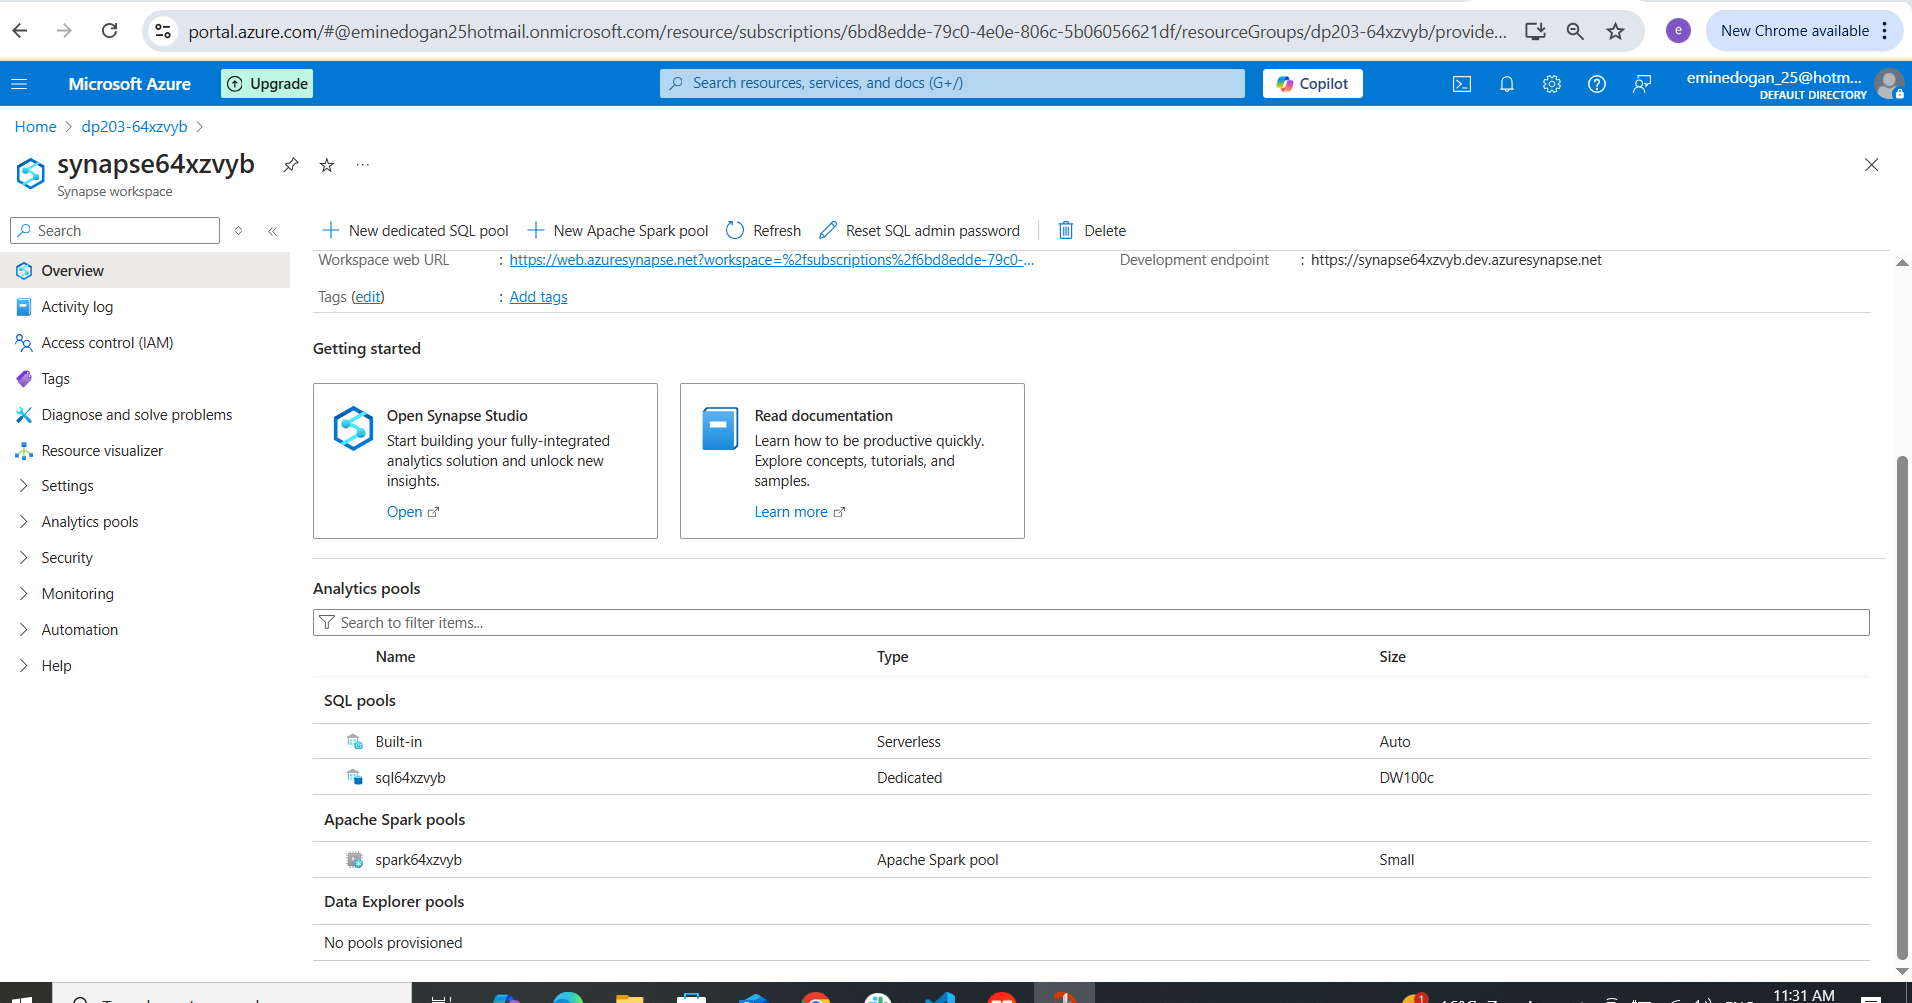 portal.azure.com/#@eminedogan25hotmail.onmicrosoft.com/resource/subscriptions/6bd8edde-79c0-4e0e-806c-5b06056621df/resourceGroups/dp203-64xzvyb/provide...
e
New Chrome available
Microsoft Azure
Upgrade
Search resources, services, and docs (G+/)
Copilot
eminedogan_25@hotm...
DEFAULT DIRECTORY
Home > dp203-64xzvyb >
synapse64xzvyb
Synapse workspace
Search
New dedicated SQL pool
New Apache Spark pool
Refresh
Reset SQL admin password
Delete
Overview
Activity log
Access control (IAM)
Tags
Diagnose and solve problems
Resource visualizer
Settings
Analytics pools
Security
Monitoring
Automation
Help
Workspace web URL : https://web.azuresynapse.net?workspace=%2fsubscriptions%2f6bd8edde-79c0-...
Development endpoint : https://synapse64xzvyb.dev.azuresynapse.net
Tags (edit) : Add tags
Getting started
Open Synapse Studio
Start building your fully-integrated
analytics solution and unlock new
insights.
Open
Read documentation
Learn how to be productive quickly.
Explore concepts, tutorials, and
samples.
Learn more
Analytics pools
Search to filter items...
Name Type Size
SQL pools
Built-in Serverless Auto
sql64xzvyb Dedicated DW100c
Apache Spark pools
spark64xzvyb Apache Spark pool Small
Data Explorer pools
No pools provisioned
1
11:31 AM